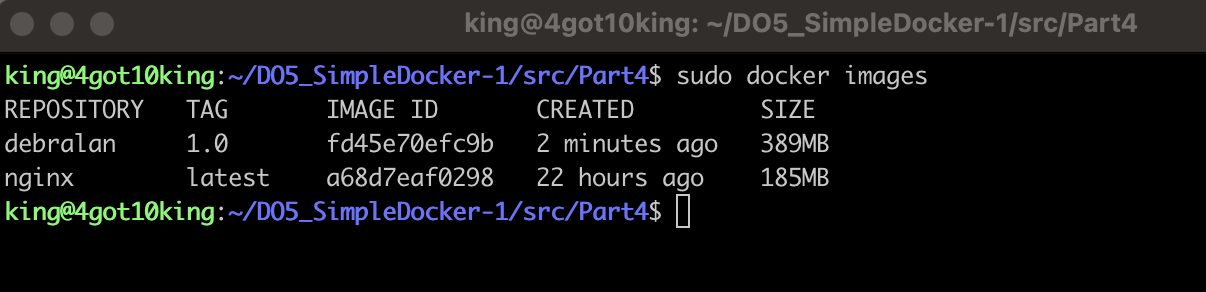 king@4got10king: ~/DO5_SimpleDocker-1/src/Part4
king@4got10king:~/DO5_SimpleDocker-1/src/Part4$ sudo docker images
REPOSITORY   TAG       IMAGE ID       CREATED         SIZE
debralan     1.0       fd45e70efc9b   2 minutes ago   389MB
nginx        latest    a68d7eaf0298   22 hours ago    185MB
king@4got10king:~/DO5_SimpleDocker-1/src/Part4$